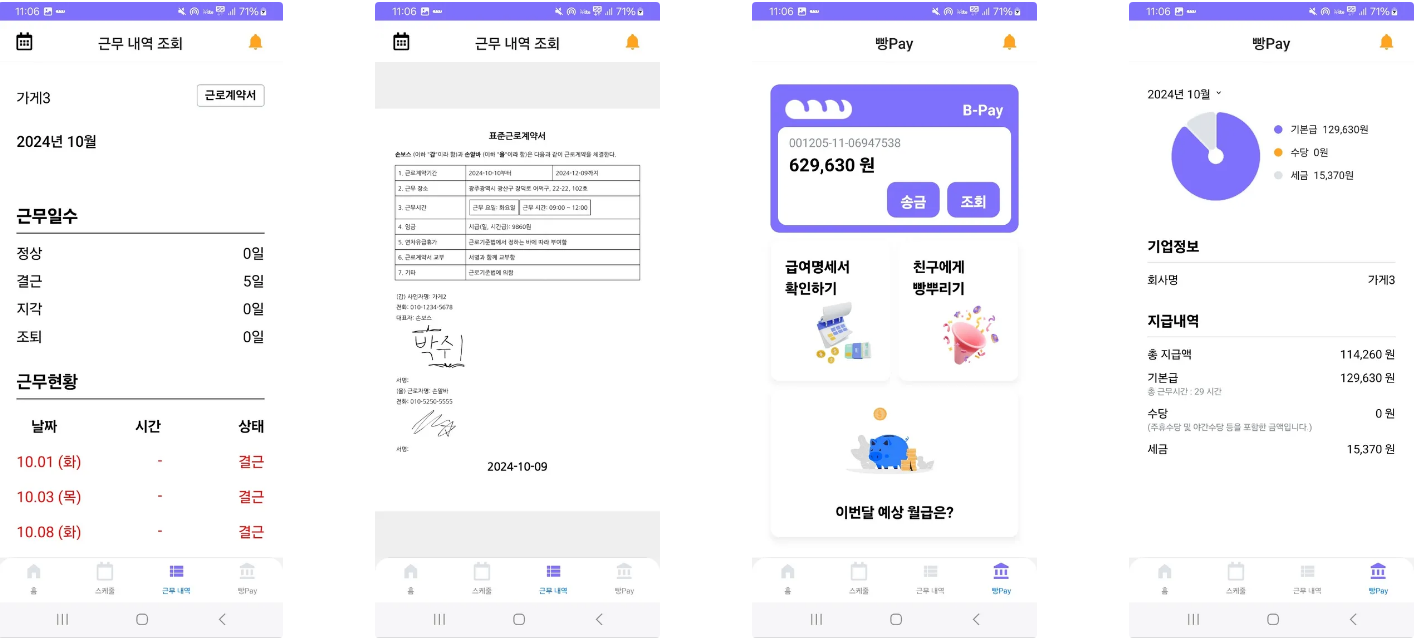 11:06 71%
근무 내역 조회
가게3 근로계약서
2024년 10월
근무일수
정상 0일
결근 5일
지각 0일
조퇴 0일
근무현황
날짜 시간 상태
10.01 (화) - 결근
10.03 (목) - 결근
10.08 (화) - 결근
홈 스케줄 근무 내역 빵Pay
11:06 71%
근무 내역 조회
표준근로계약서
손보스 (이하 "갑"이라 함)과 손알바 (이하 "을"이라 함)은 다음과 같이 근로계약을 체결한다.
1. 근로계약기간 2024-10-10부터 2024-12-09까지
2. 근무 장소 광주광역시 광산구 장덕로 어떡구, 22-22, 102호
3. 근무시간 근무 요일: 화요일 근무 시간: 09:00 ~ 12:00
4. 임금 시급(일, 시간급): 9860원
5. 연차유급휴가 근로기준법에서 정하는 바에 따라 부여함
6. 근로계약서 교부 서명과 함께 교부함
7. 기타 근로기준법에 의함
(갑) 사인자명: 가게2
전화: 010-1234-5678
대표자: 손보스
서명:
(을) 근로자명: 손알바
전화: 010-5250-5555
서명:
2024-10-09
홈 스케줄 근무 내역 빵Pay
11:06 71%
빵Pay
B-Pay
001205-11-06947538
629,630 원
송금 조회
급여명세서
확인하기
친구에게
빵뿌리기
이번달 예상 월급은?
홈 스케줄 근무 내역 빵Pay
11:06 71%
빵Pay
2024년 10월
기본급 129,630원
수당 0원
세금 15,370원
기업정보
회사명 가게3
지급내역
총 지급액 114,260 원
기본급 129,630 원
총 근무시간 : 29 시간
수당 0 원
(주휴수당 및 야간수당 등을 포함한 금액입니다.)
세금 15,370 원
홈 스케줄 근무 내역 빵Pay